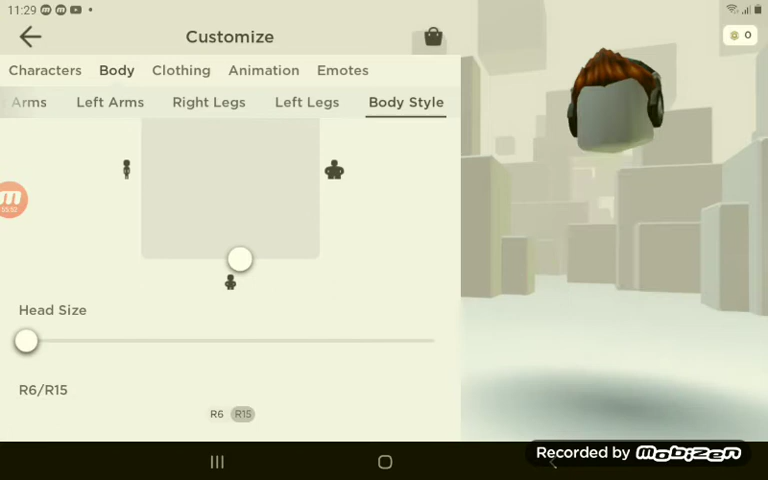 11:29
Customize
0
Characters Body Clothing Animation Emotes
Arms Left Arms Right Legs Left Legs Body Style
Head Size
R6/R15
R6 R15
Recorded by Mobizen